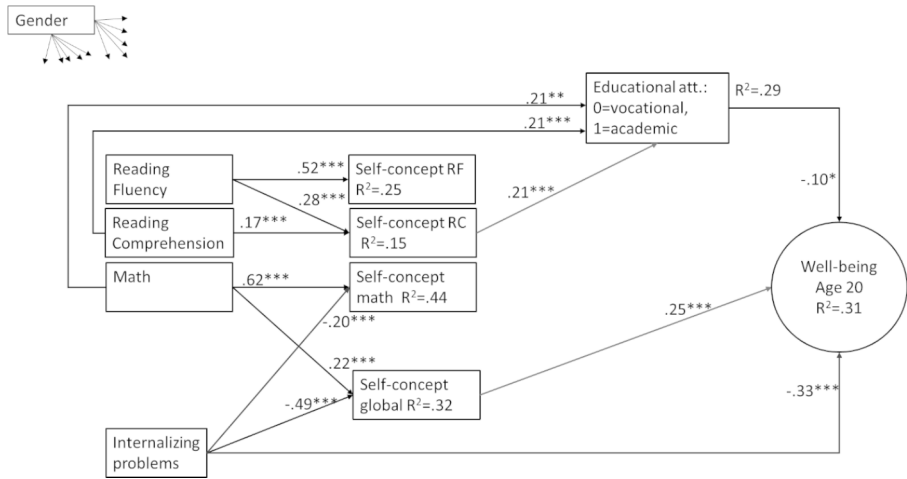 Gender
Educational att.:
0=vocational,
1=academic
R²=.29
.21**
.21***
Reading
Fluency
.52***
Self-concept RF
R²=.25
.28***
.21***
-.10*
Reading
Comprehension
.17***
Self-concept RC
R²=.15
Math
.62***
Self-concept
math R²=.44
-.20***
Well-being
Age 20
R²=.31
.25***
.22***
Self-concept
global R²=.32
-.49***
-.33***
Internalizing
problems